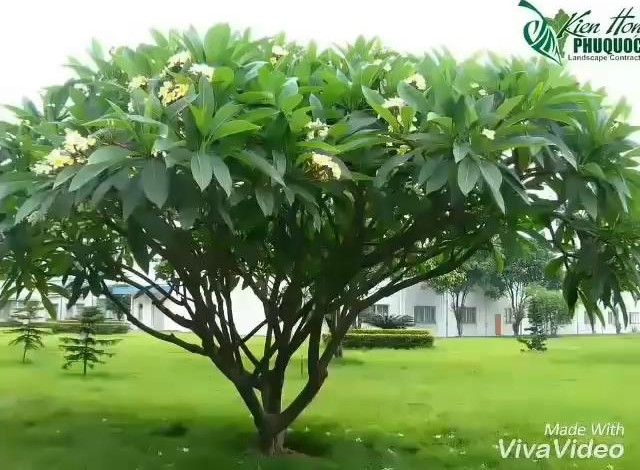 Kien Hon
PHUQUOC
Landscape Contract
Made With
VivaVideo